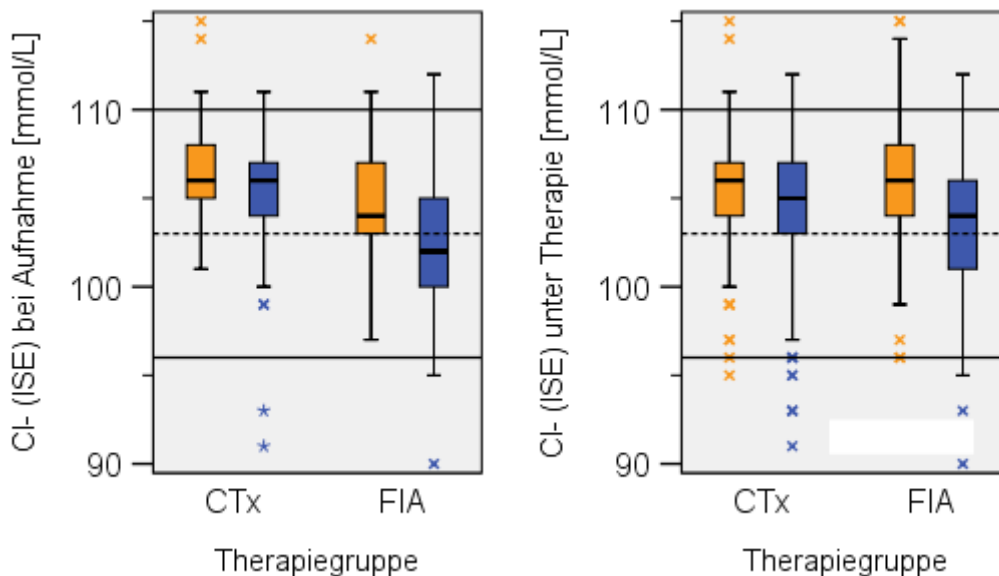 Cl- (ISE) bei Aufnahme [mmol/L]
110
100
90
CTx
FIA
Therapiegruppe
Cl- (ISE) unter Therapie [mmol/L]
110
100
90
CTx
FIA
Therapiegruppe